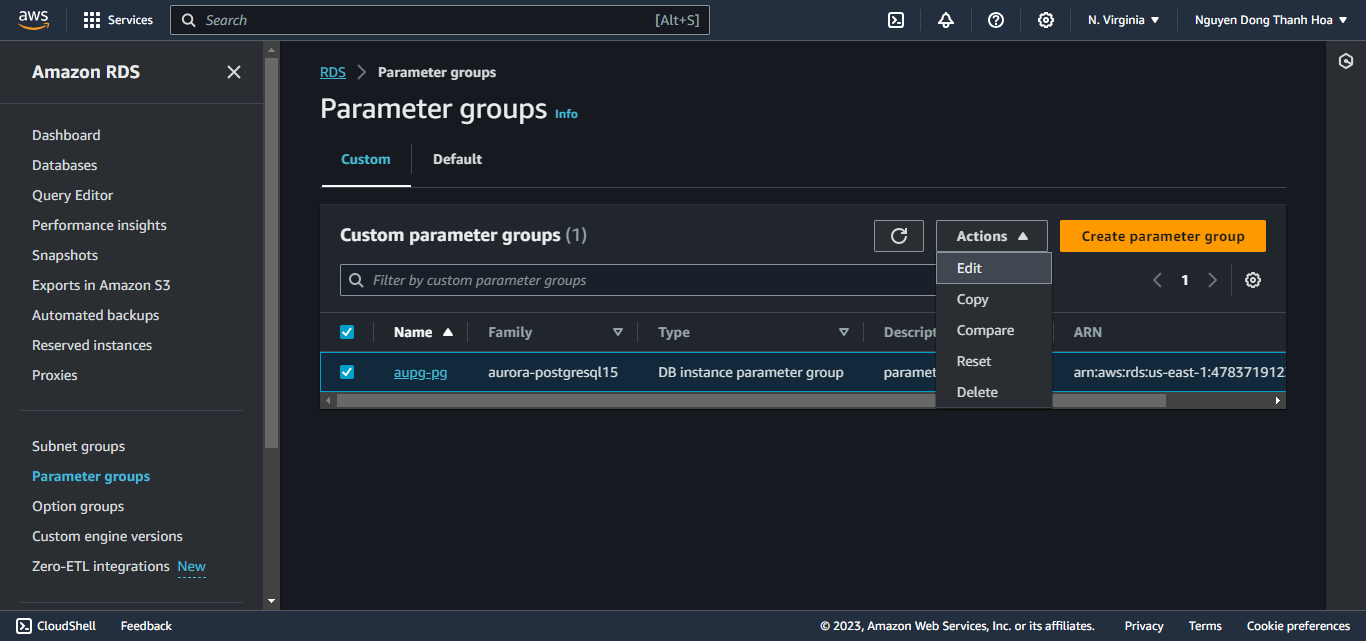 aws Services Search [Alt+S] N. Virginia Nguyen Dong Thanh Hoa
Amazon RDS
Dashboard
Databases
Query Editor
Performance insights
Snapshots
Exports in Amazon S3
Automated backups
Reserved instances
Proxies
Subnet groups
Parameter groups
Option groups
Custom engine versions
Zero-ETL integrations New
RDS Parameter groups
Parameter groups Info
Custom Default
Custom parameter groups (1) Actions Create parameter group
Filter by custom parameter groups 1
Edit
Copy
Compare
Reset
Delete
Name Family Type Descript ARN
aupg-pg aurora-postgresql15 DB instance parameter group paramet arn:aws:rds:us-east-1:478371912
CloudShell Feedback © 2023, Amazon Web Services, Inc. or its affiliates. Privacy Terms Cookie preferences